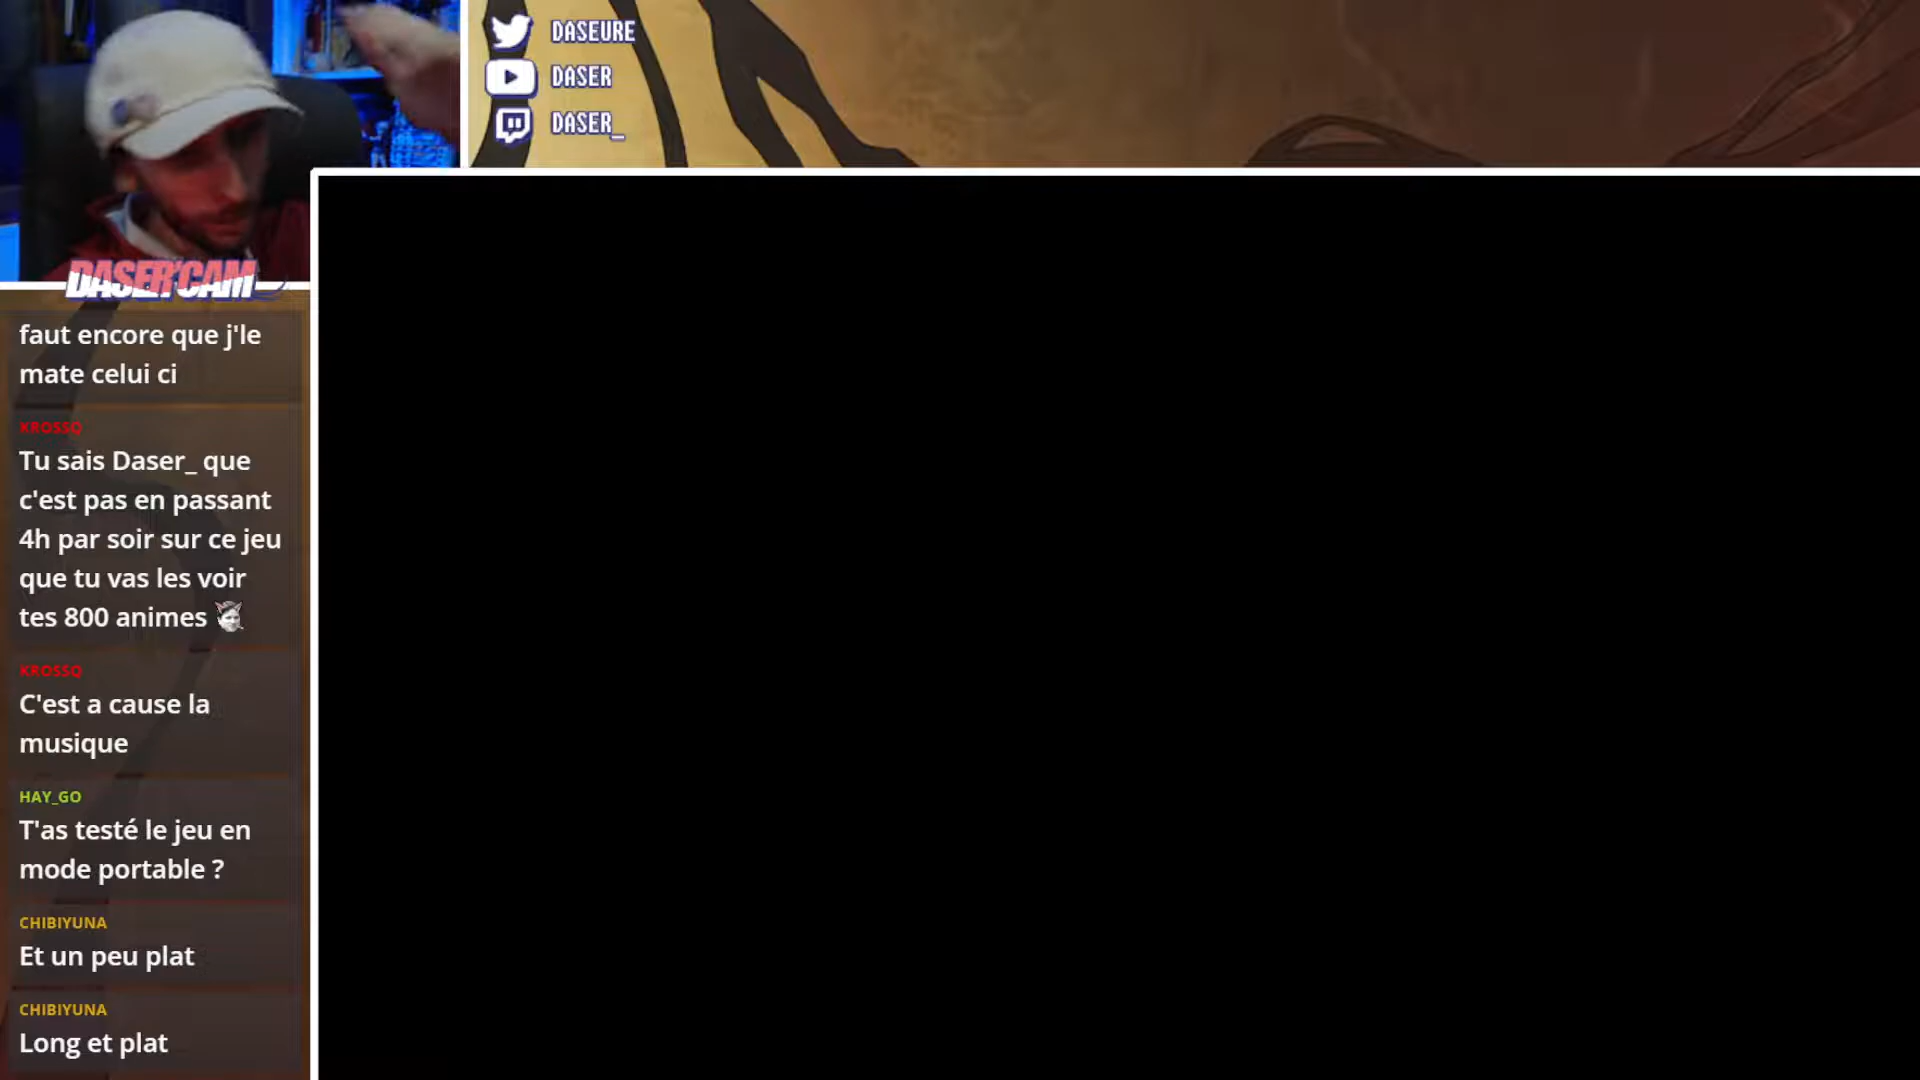 DASEURE
DASER
DASER_
DASER'CAM
faut encore que j'le
mate celui ci
KROSSQ
Tu sais Daser_ que
c'est pas en passant
4h par soir sur ce jeu
que tu vas les voir
tes 800 animes
KROSSQ
C'est a cause la
musique
HAY_GO
T'as testé le jeu en
mode portable ?
CHIBIYUNA
Et un peu plat
CHIBIYUNA
Long et plat